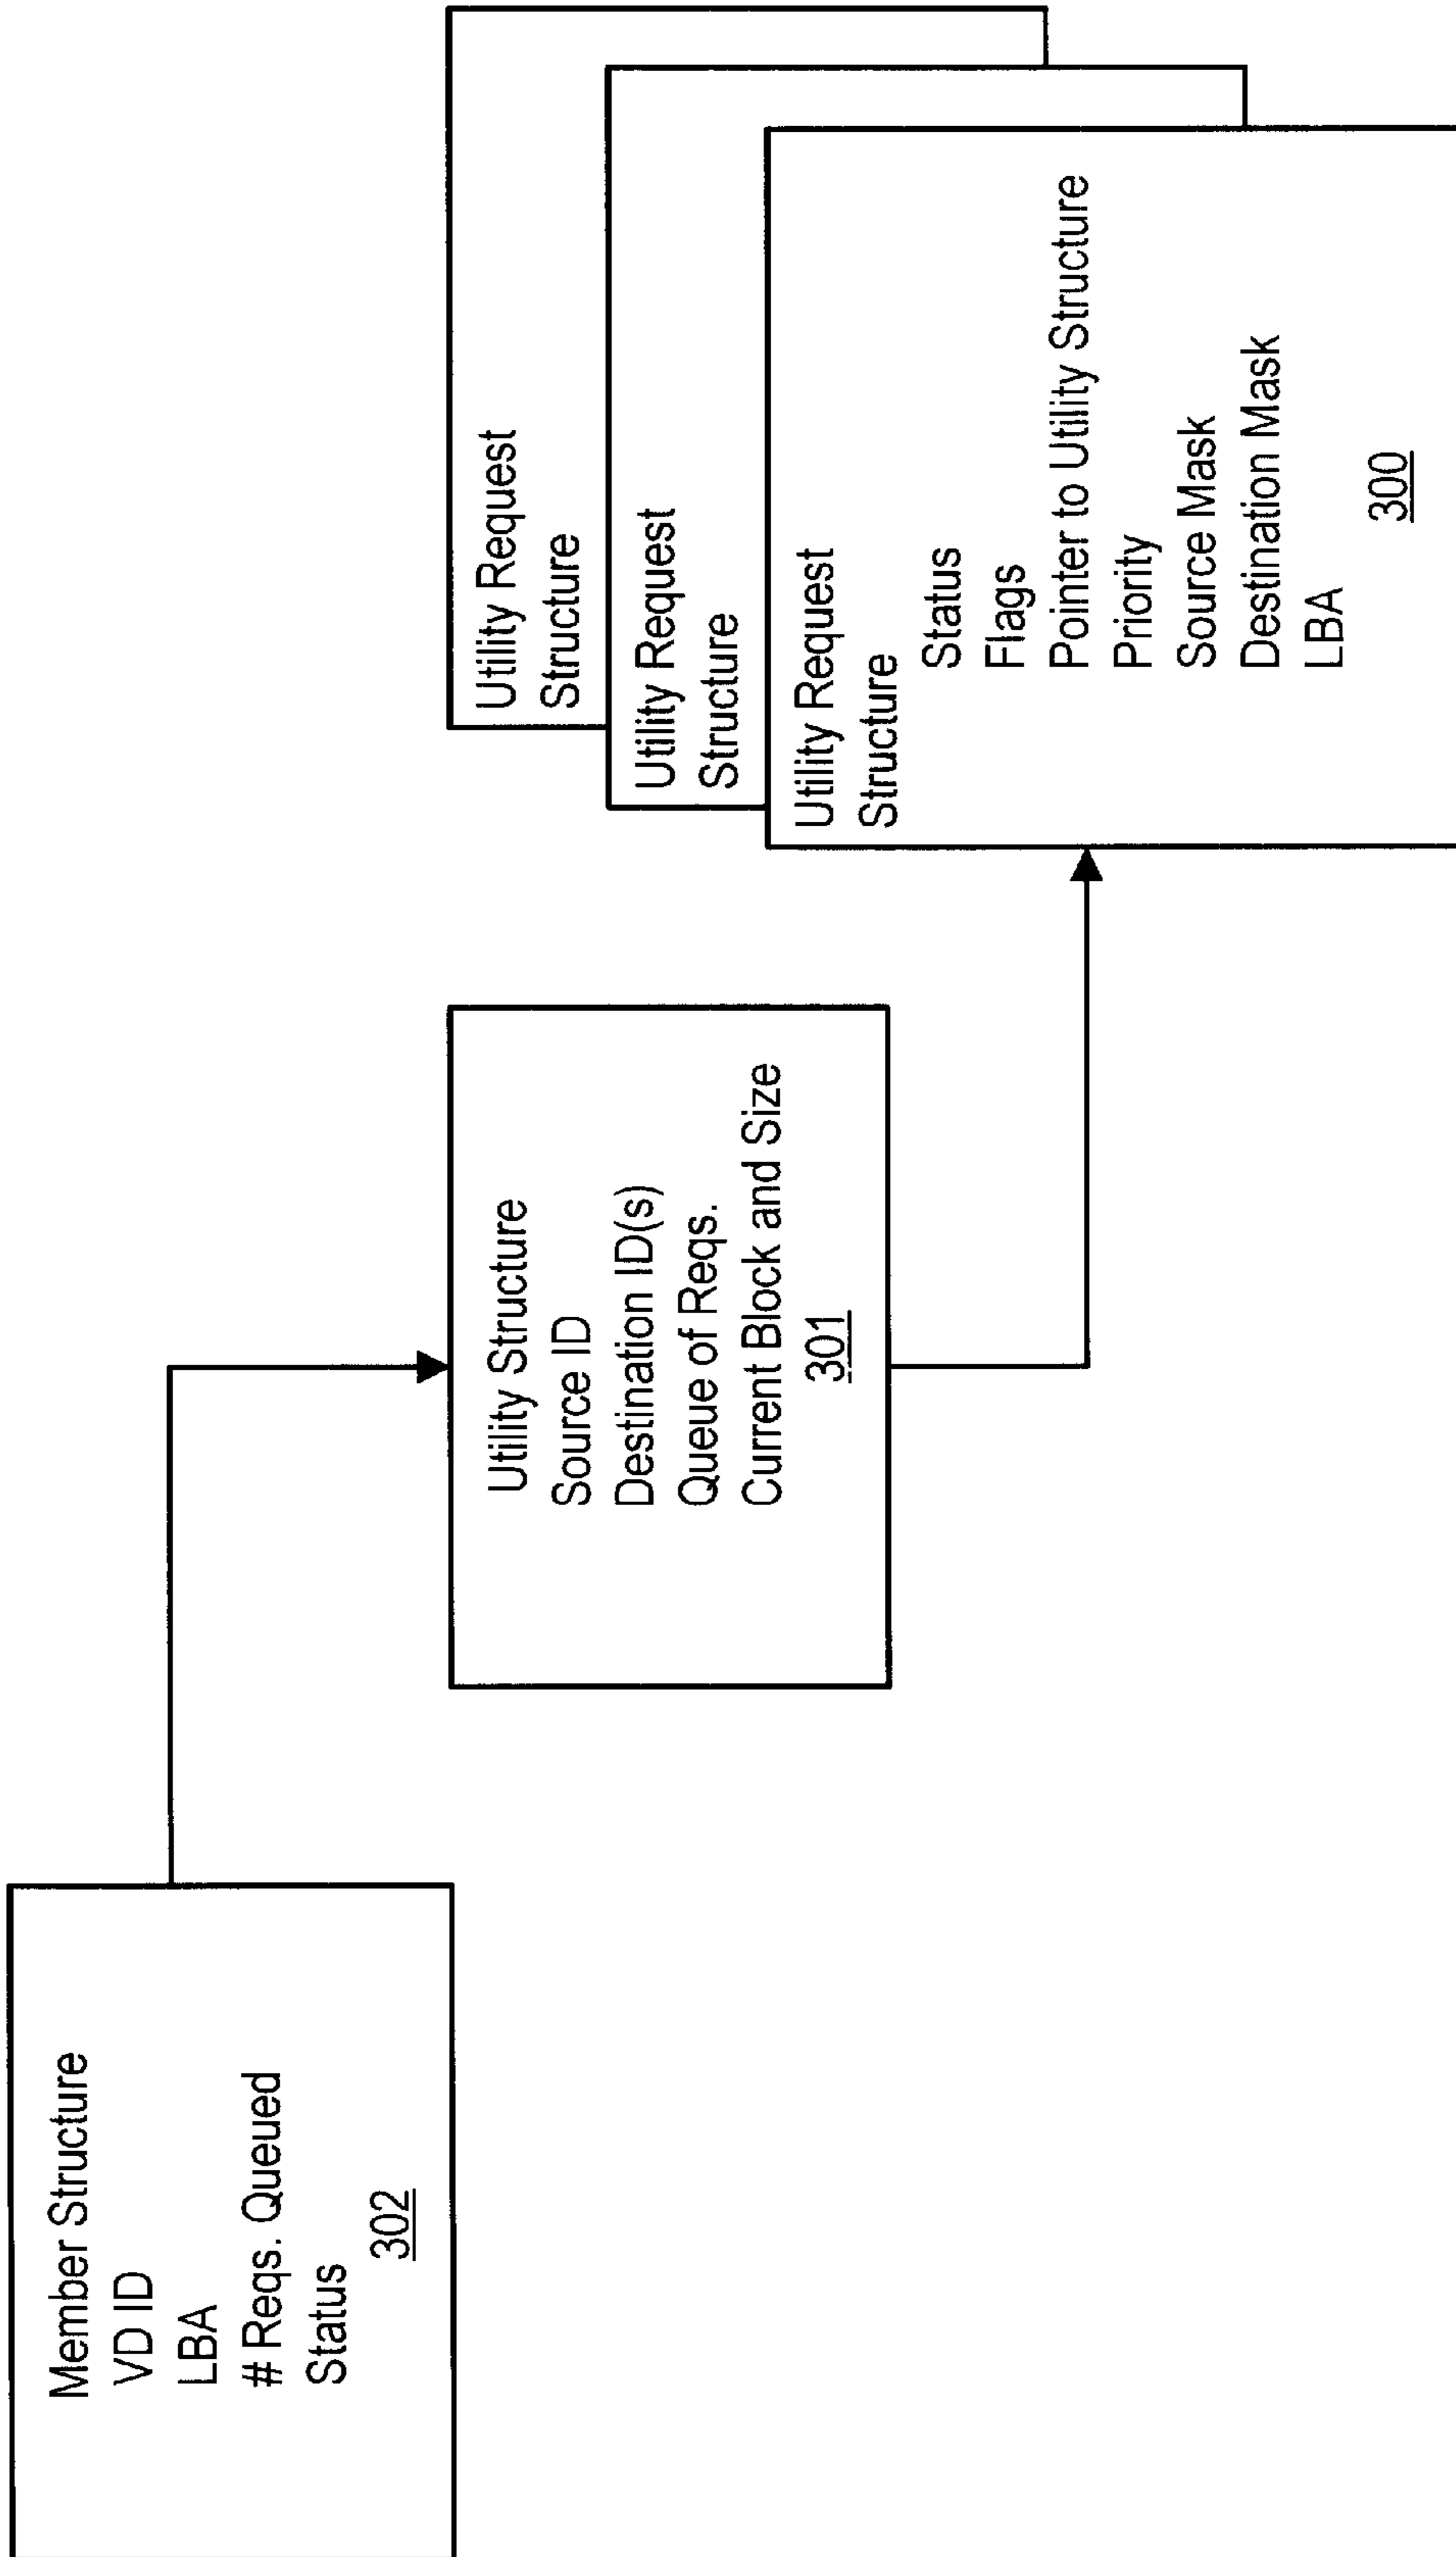 Member Structure
VD ID
LBA
# Reqs. Queued
Status
302
Utility Structure
Source ID
Destination ID(s)
Queue of Reqs.
Current Block and Size
301
Utility Request
Structure
Utility Request
Structure
Utility Request
Structure
Status
Flags
Pointer to Utility Structure
Priority
Source Mask
Destination Mask
LBA
300